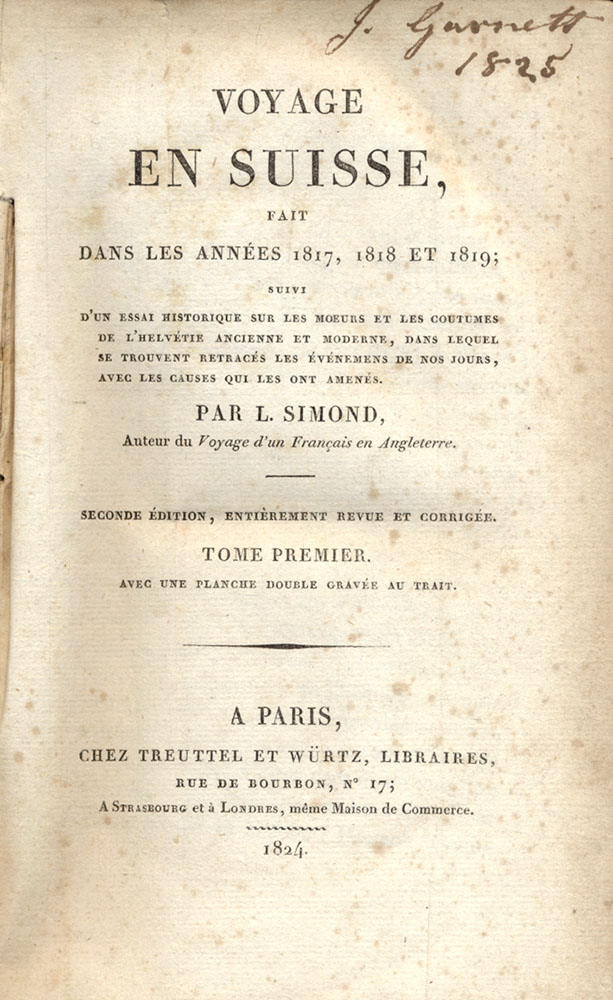 J. Garnett
1825
VOYAGE
EN SUISSE,
FAIT
DANS LES ANNÉES 1817, 1818 ET 1819;
SUIVI
D'UN ESSAI HISTORIQUE SUR LES MOEURS ET LES COUTUMES
DE L'HELVÉTIE ANCIENNE ET MODERNE, DANS LEQUEL
SE TROUVENT RETRACÉS LES ÉVÉNEMENS DE NOS JOURS,
AVEC LES CAUSES QUI LES ONT AMENÉS.
PAR L. SIMOND,
Auteur du Voyage d'un Français en Angleterre.
SECONDE ÉDITION, ENTIÈREMENT REVUE ET CORRIGÉE.
TOME PREMIER.
AVEC UNE PLANCHE DOUBLE GRAVÉE AU TRAIT.
A PARIS,
CHEZ TREUTTEL ET WÜRTZ, LIBRAIRES,
RUE DE BOURBON, Nº 17;
A STRASBOURG et à LONDRES, même Maison de Commerce.
1824.